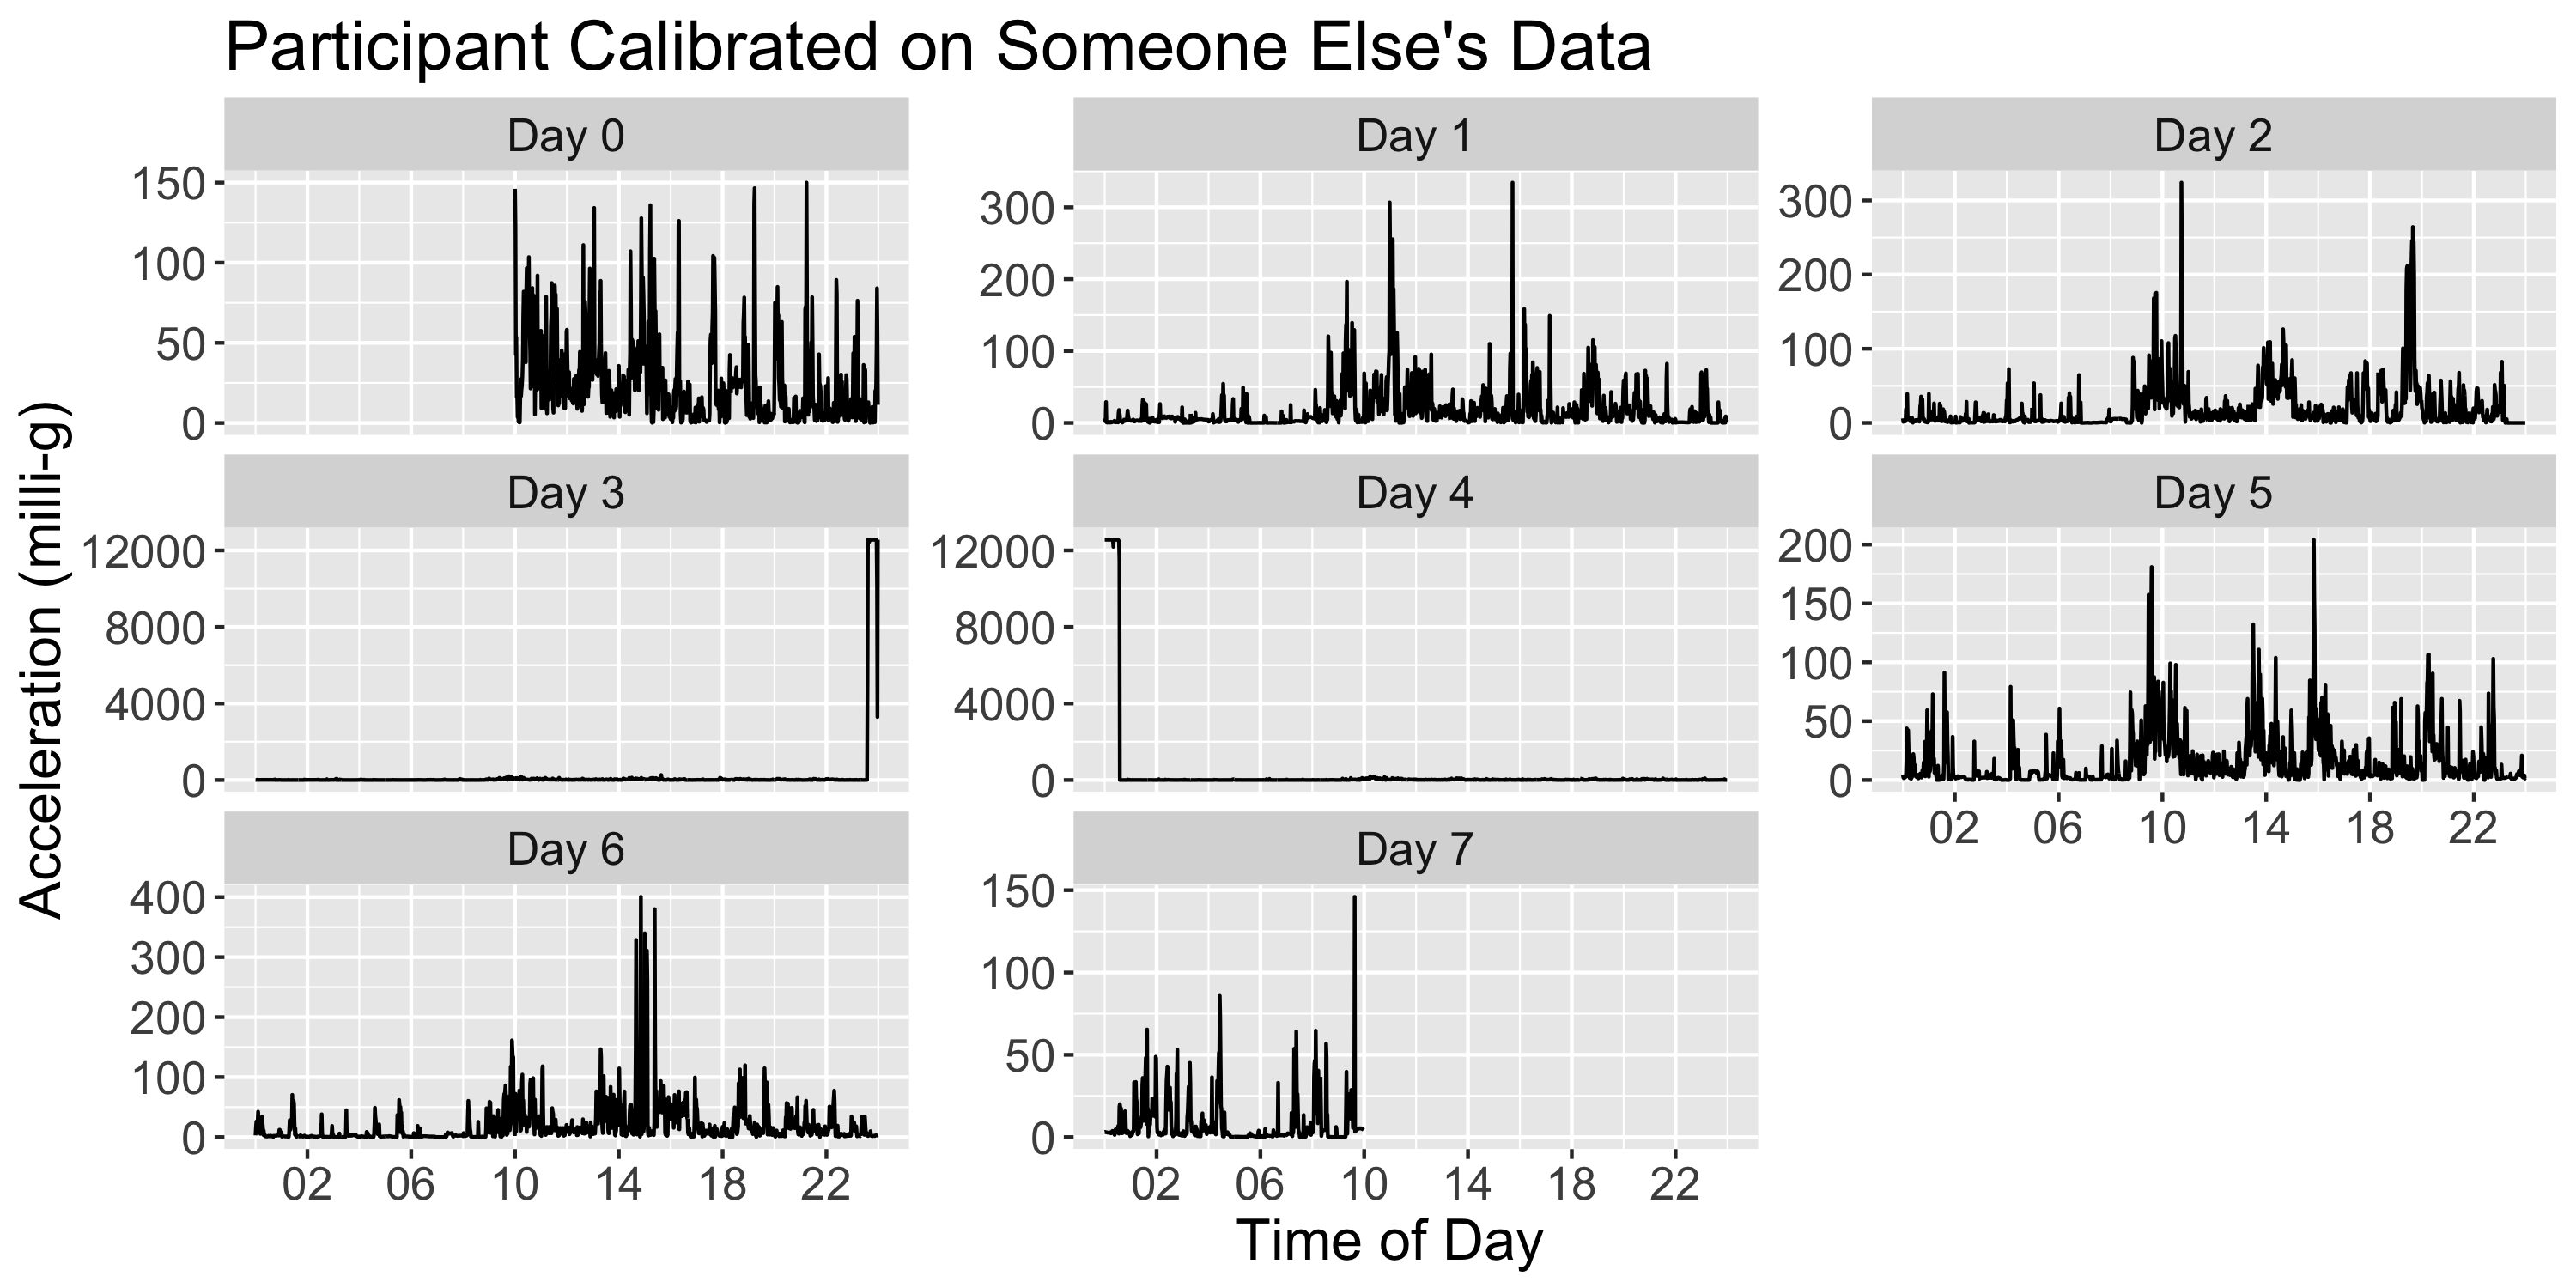 Participant Calibrated on Someone Else's Data
Day 0
Day 1
Day 2
150
100
50
0
300
200
100
0
300
200
100
0
Day 3
Day 4
Day 5
12000
8000
4000
0
12000
8000
4000
0
200
150
100
50
0
02 06 10 14 18 22
Day 6
Day 7
400
300
200
100
0
150
100
50
0
02 06 10 14 18 22
02 06 10 14 18 22
Acceleration (milli-g)
Time of Day